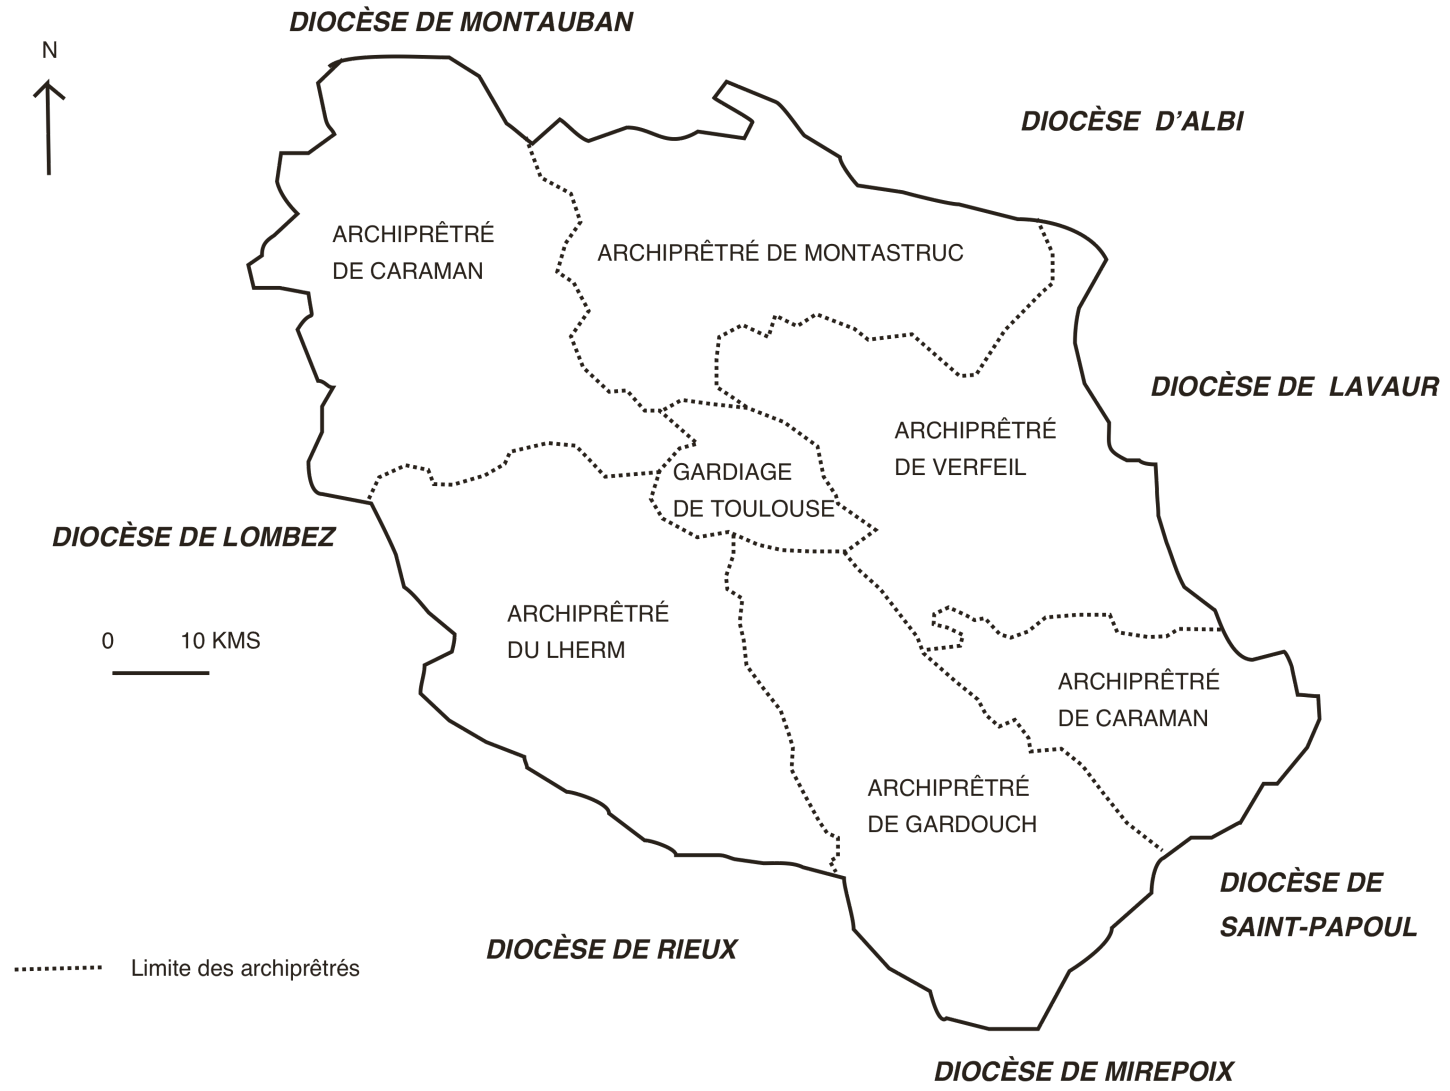 DIOCÈSE DE MONTAUBAN
N
DIOCÈSE D'ALBI
ARCHIPRÊTRÉ
DE CARAMAN
ARCHIPRÊTRÉ DE MONTASTRUC
DIOCÈSE DE LAVAUR
ARCHIPRÊTRÉ
DE VERFEIL
GARDIAGE
DE TOULOUSE
DIOCÈSE DE LOMBEZ
ARCHIPRÊTRÉ
DU LHERM
0 10 KMS
ARCHIPRÊTRÉ
DE CARAMAN
ARCHIPRÊTRÉ
DE GARDOUCH
DIOCÈSE DE
SAINT-PAPOUL
DIOCÈSE DE RIEUX
Limite des archiprêtrés
DIOCÈSE DE MIREPOIX